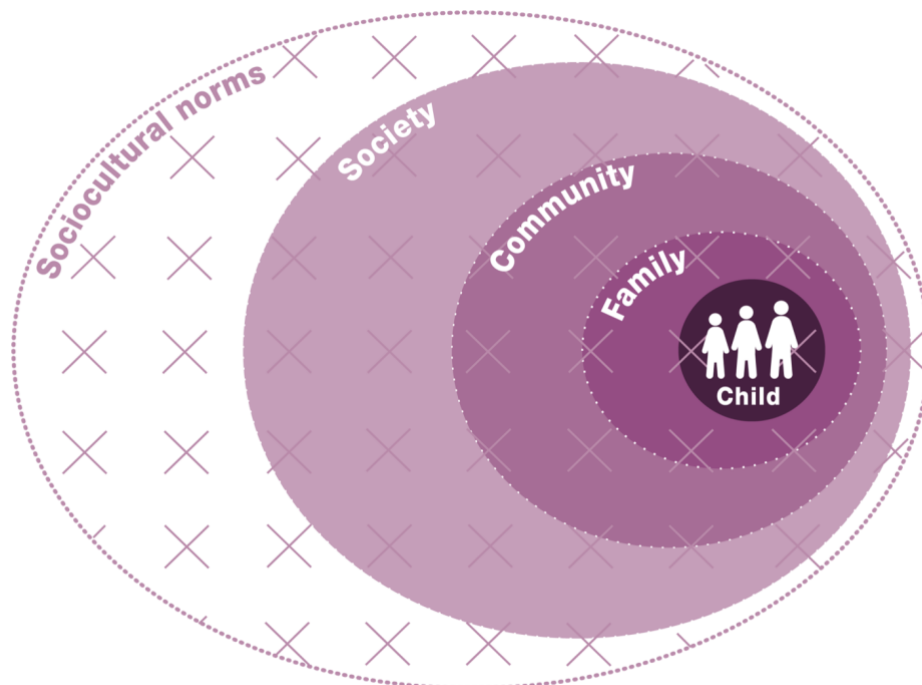 Sociocultural norms
Society
Community
Family
Child